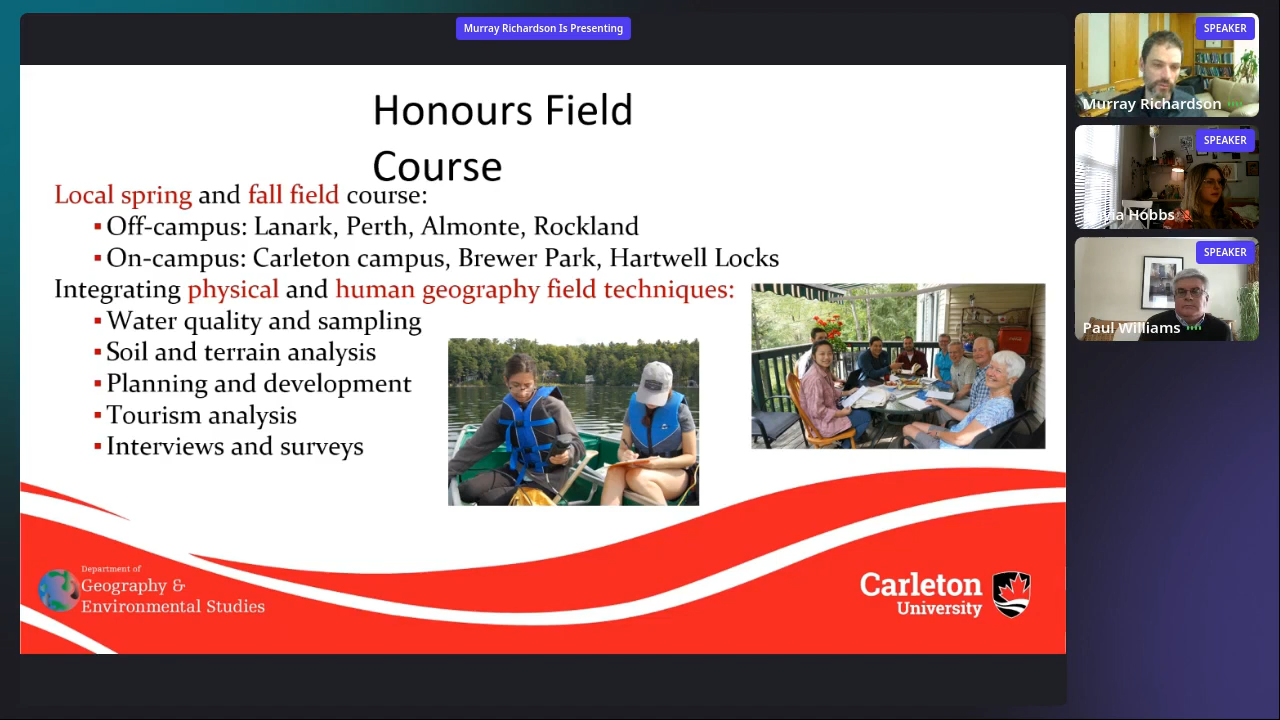 Murray Richardson Is Presenting
Honours Field
Course
Local spring and fall field course:
▪ Off-campus: Lanark, Perth, Almonte, Rockland
▪ On-campus: Carleton campus, Brewer Park, Hartwell Locks
Integrating physical and human geography field techniques:
▪ Water quality and sampling
▪ Soil and terrain analysis
▪ Planning and development
▪ Tourism analysis
▪ Interviews and surveys
Department of
Geography &
Environmental Studies
Carleton
University
SPEAKER
Murray Richardson
SPEAKER
Hobbs
SPEAKER
Paul Williams